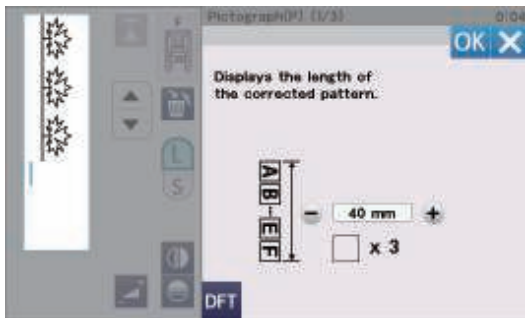 Pictograph(P) (1/3)
OK
Displays the length of
the corrected pattern.
A B E F
40 mm
x 3
L
S
DFT